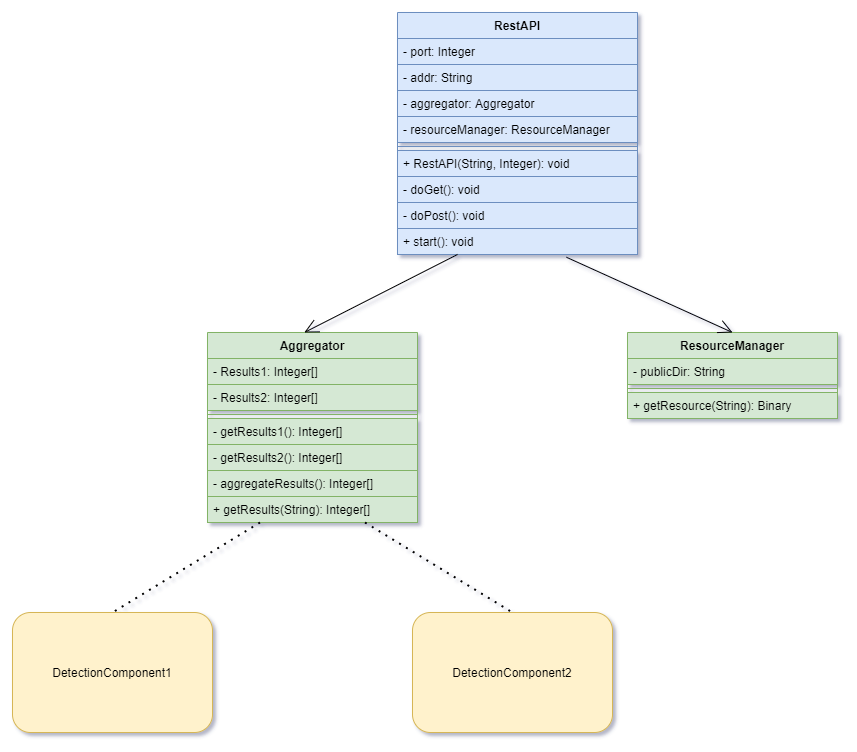 RestAPI
- port: Integer
- addr: String
- aggregator: Aggregator
- resourceManager: ResourceManager
+ RestAPI(String, Integer): void
- doGet(): void
- doPost(): void
+ start(): void
Aggregator
- Results1: Integer[]
- Results2: Integer[]
- getResults1(): Integer[]
- getResults2(): Integer[]
- aggregateResults(): Integer[]
+ getResults(String): Integer[]
ResourceManager
- publicDir: String
+ getResource(String): Binary
DetectionComponent1
DetectionComponent2